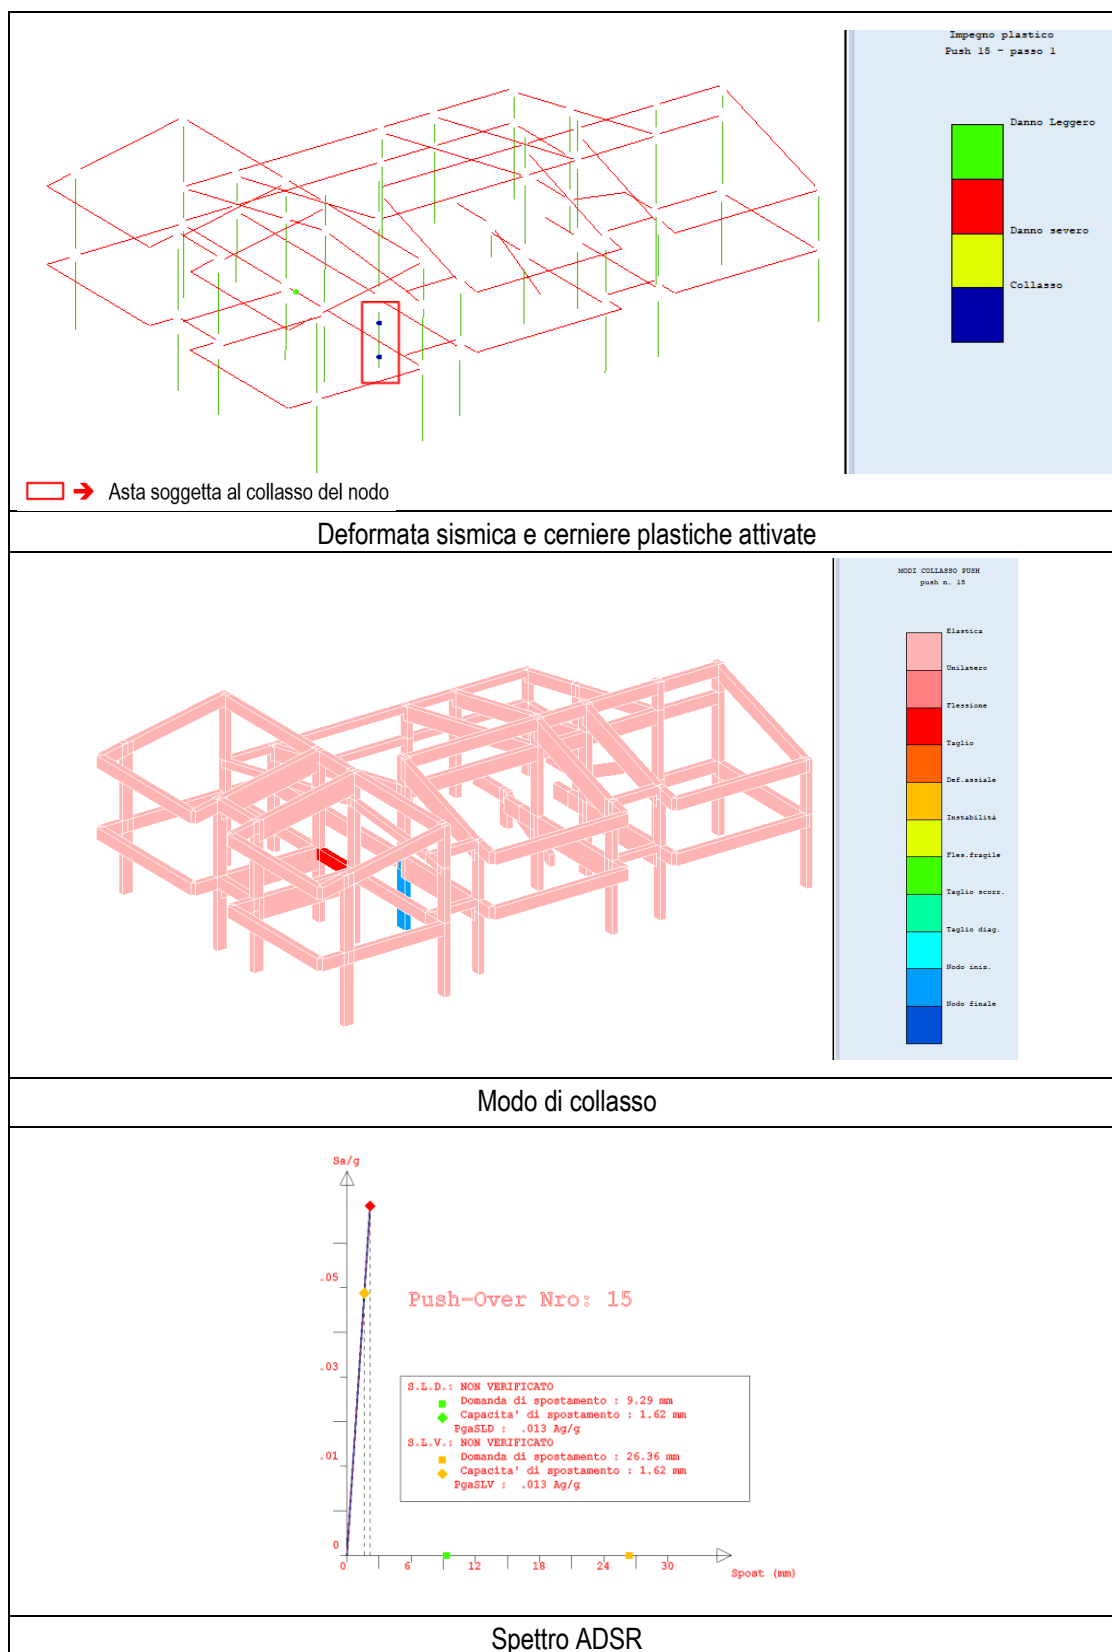 Impegno plastico
Push 15 - passo 1
Danno Leggero
Danno severo
Collasso
Asta soggetta al collasso del nodo
Deformata sismica e cerniere plastiche attivate
MODI COLLASSO PUSH
push n. 15
Elastica
Unilatero
Flessione
Taglio
Def.assiale
Instabilità
Fles.fragile
Taglio scorr.
Taglio diag.
Nodo iniz.
Nodo finale
Modo di collasso
Sa/g
.05
.03
.01
0
Push-Over Nro: 15
S.L.D.: NON VERIFICATO
Domanda di spostamento : 9.29 mm
Capacita' di spostamento : 1.62 mm
PgaSLD : .013 Ag/g
S.L.V.: NON VERIFICATO
Domanda di spostamento : 26.36 mm
Capacita' di spostamento : 1.62 mm
PgaSLV : .013 Ag/g
0 6 12 18 24 30
Spost (mm)
Spettro ADSR